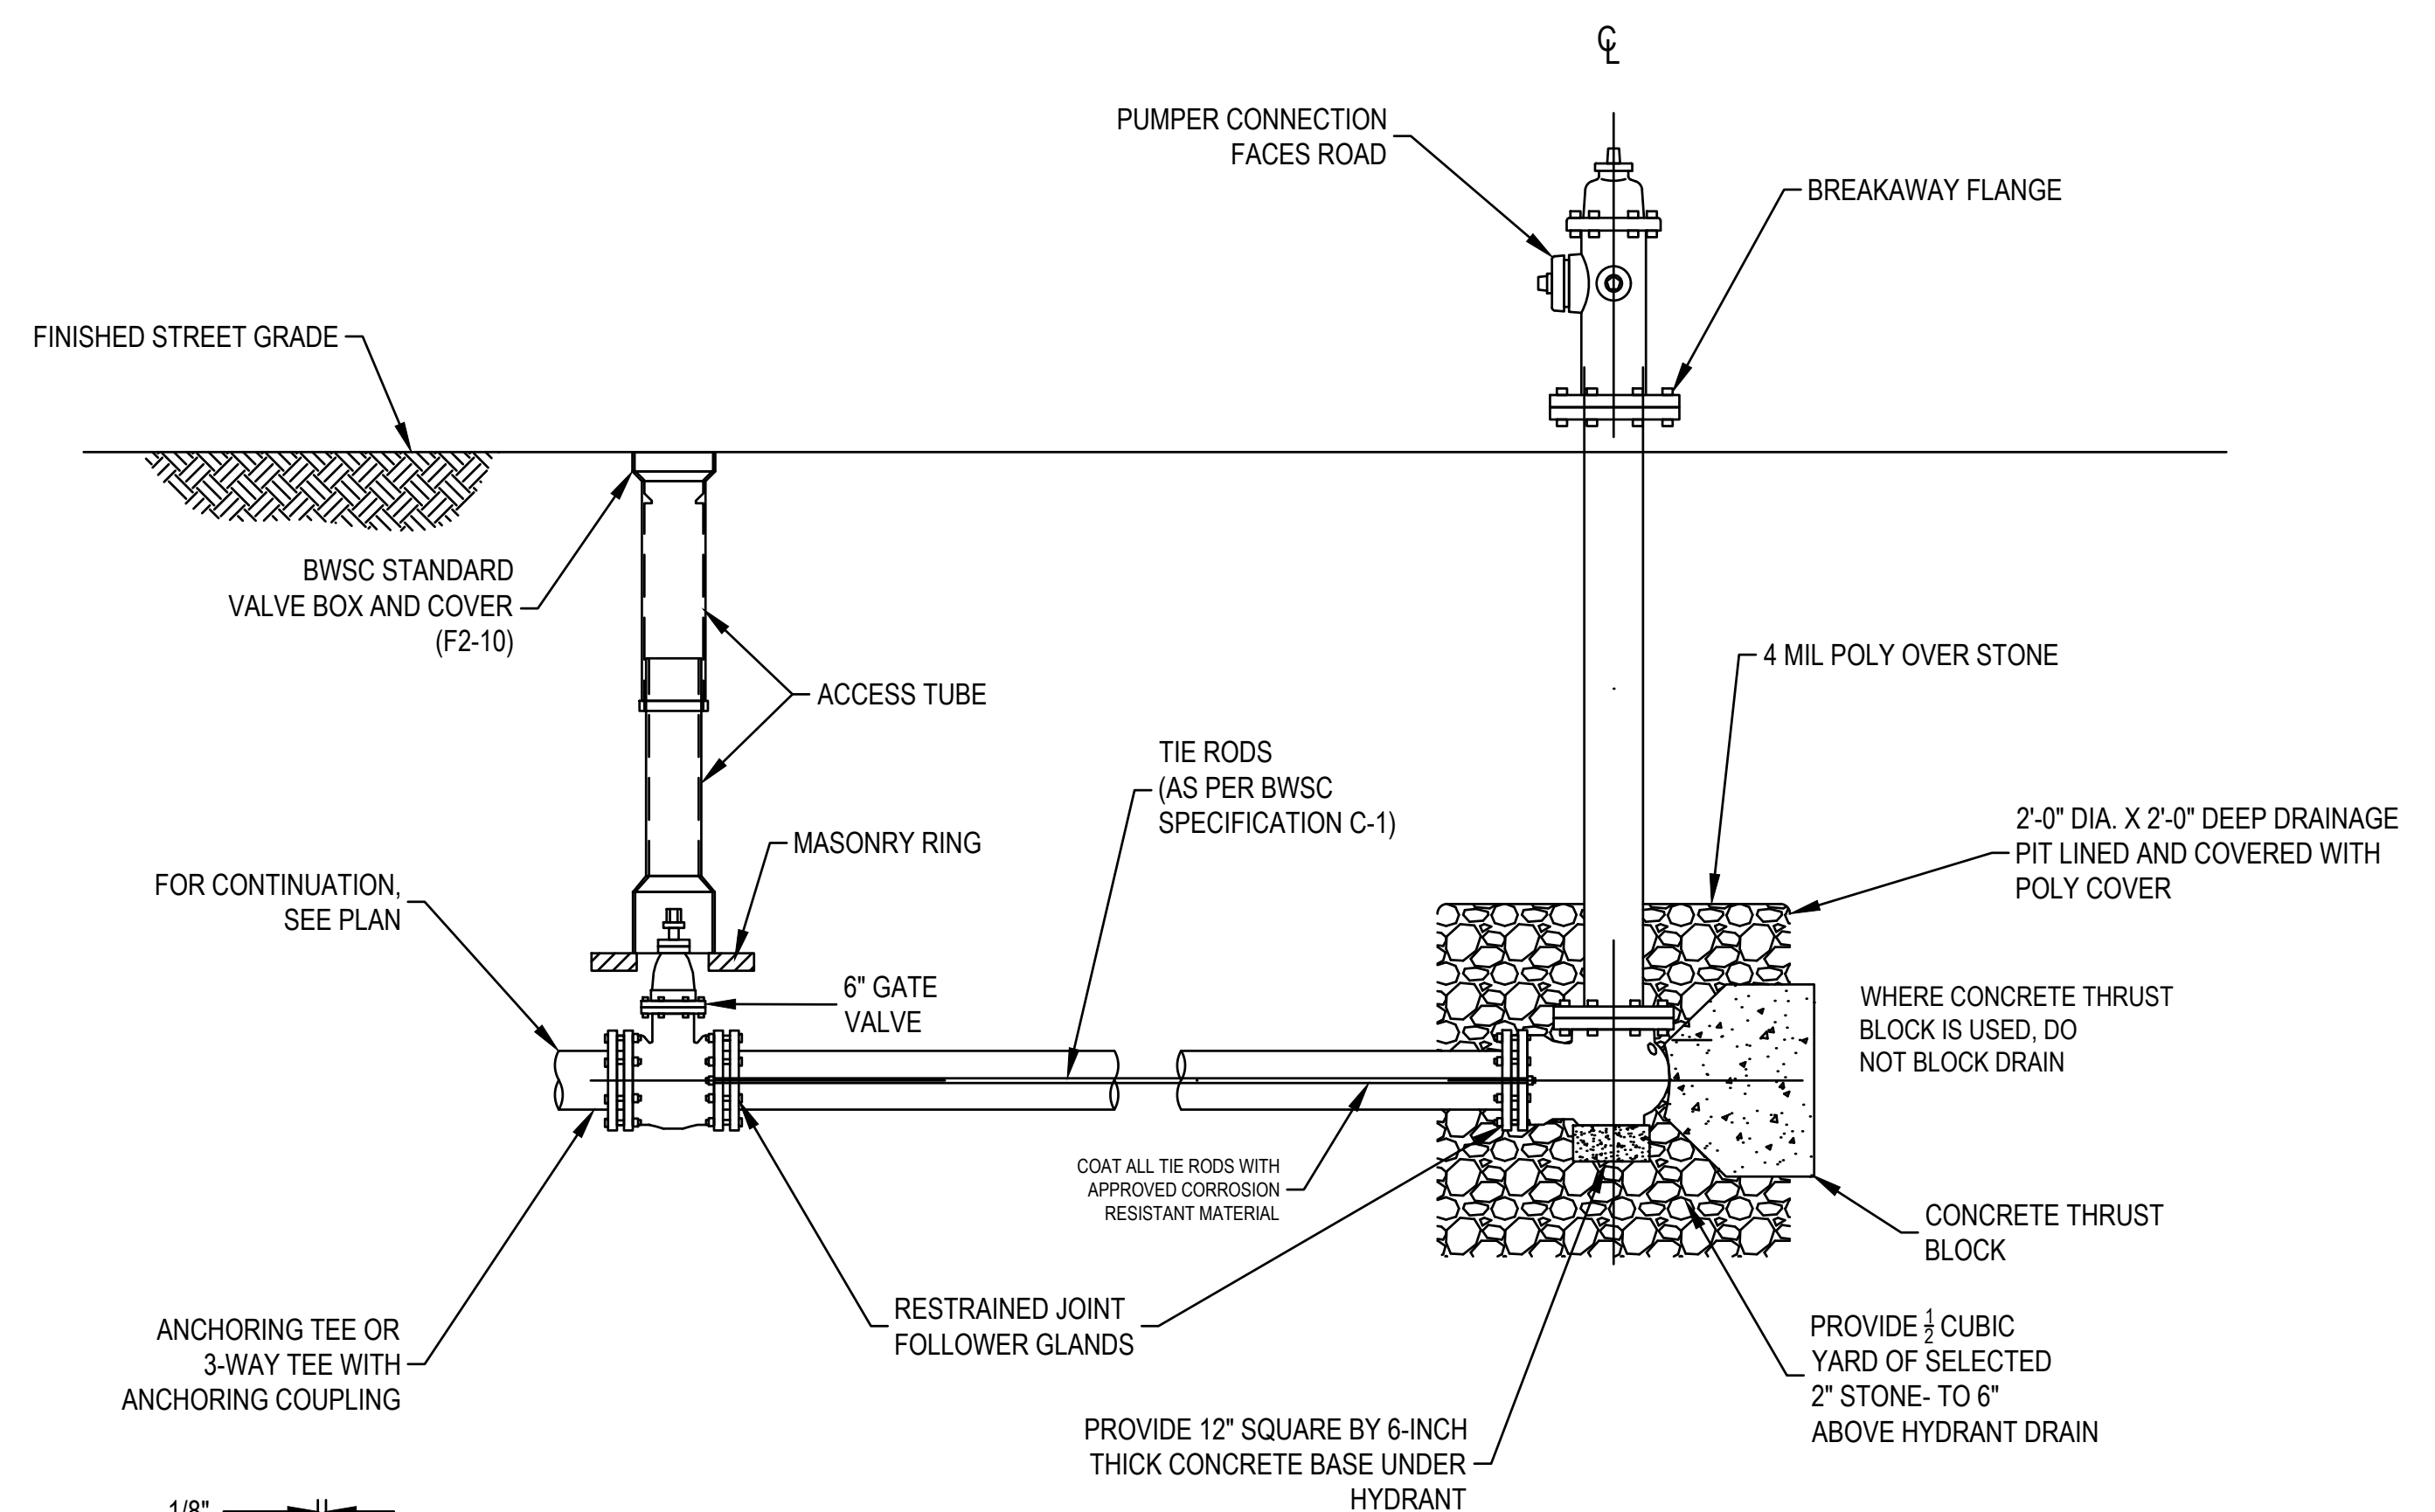 ℄
PUMPER CONNECTION
FACES ROAD
BREAKAWAY FLANGE
FINISHED STREET GRADE
BWSC STANDARD
VALVE BOX AND COVER
(F2-10)
4 MIL POLY OVER STONE
ACCESS TUBE
TIE RODS
(AS PER BWSC
SPECIFICATION C-1)
2'-0" DIA. X 2'-0" DEEP DRAINAGE
PIT LINED AND COVERED WITH
POLY COVER
MASONRY RING
FOR CONTINUATION,
SEE PLAN
6" GATE
VALVE
WHERE CONCRETE THRUST
BLOCK IS USED, DO
NOT BLOCK DRAIN
COAT ALL TIE RODS WITH
APPROVED CORROSION
RESISTANT MATERIAL
CONCRETE THRUST
BLOCK
RESTRAINED JOINT
FOLLOWER GLANDS
ANCHORING TEE OR
3-WAY TEE WITH
ANCHORING COUPLING
PROVIDE 1/2 CUBIC
YARD OF SELECTED
2" STONE- TO 6"
ABOVE HYDRANT DRAIN
PROVIDE 12" SQUARE BY 6-INCH
THICK CONCRETE BASE UNDER
HYDRANT
1/8"